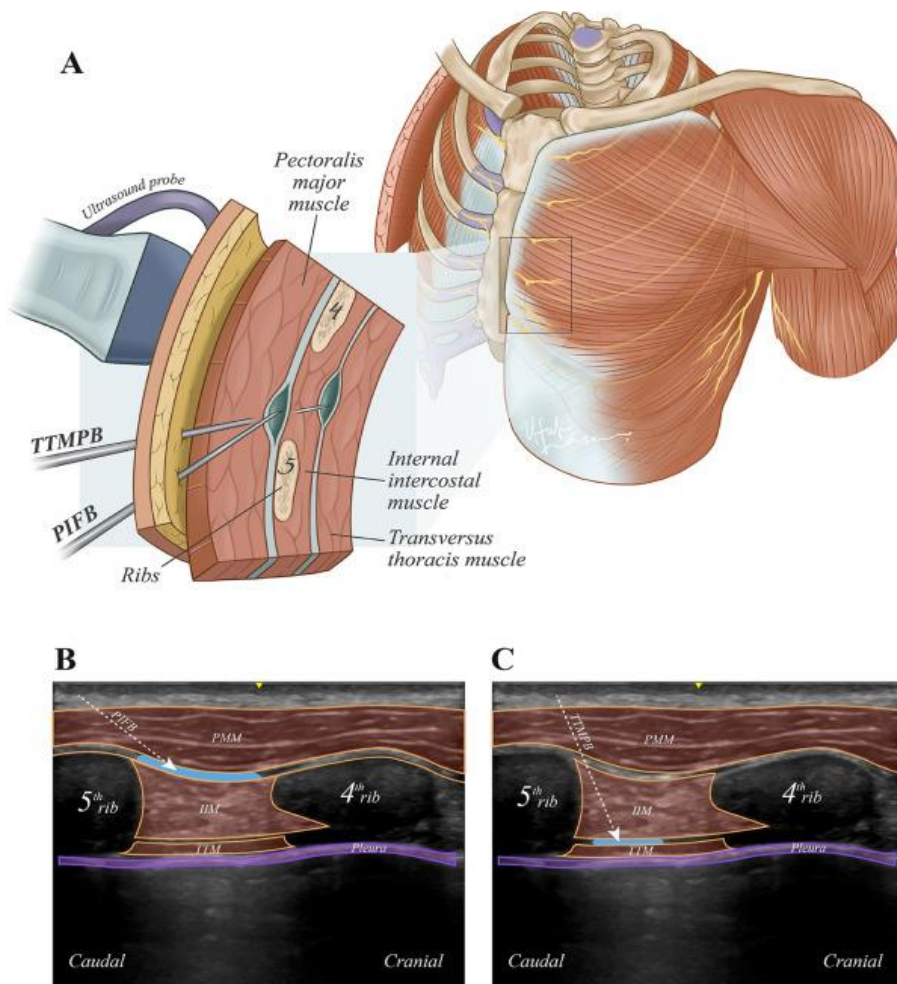 A
Ultrasound probe
Pectoralis
major
muscle
4
TTMPB
PIFB
5
Internal
intercostal
muscle
Ribs
Transversus
thoracis muscle
B
PIFB
PMM
5th
rib
IIM
4th
rib
TTM
Pleura
Caudal
Cranial
C
TTMPB
PMM
5th
rib
IIM
4th
rib
TTM
Pleura
Caudal
Cranial